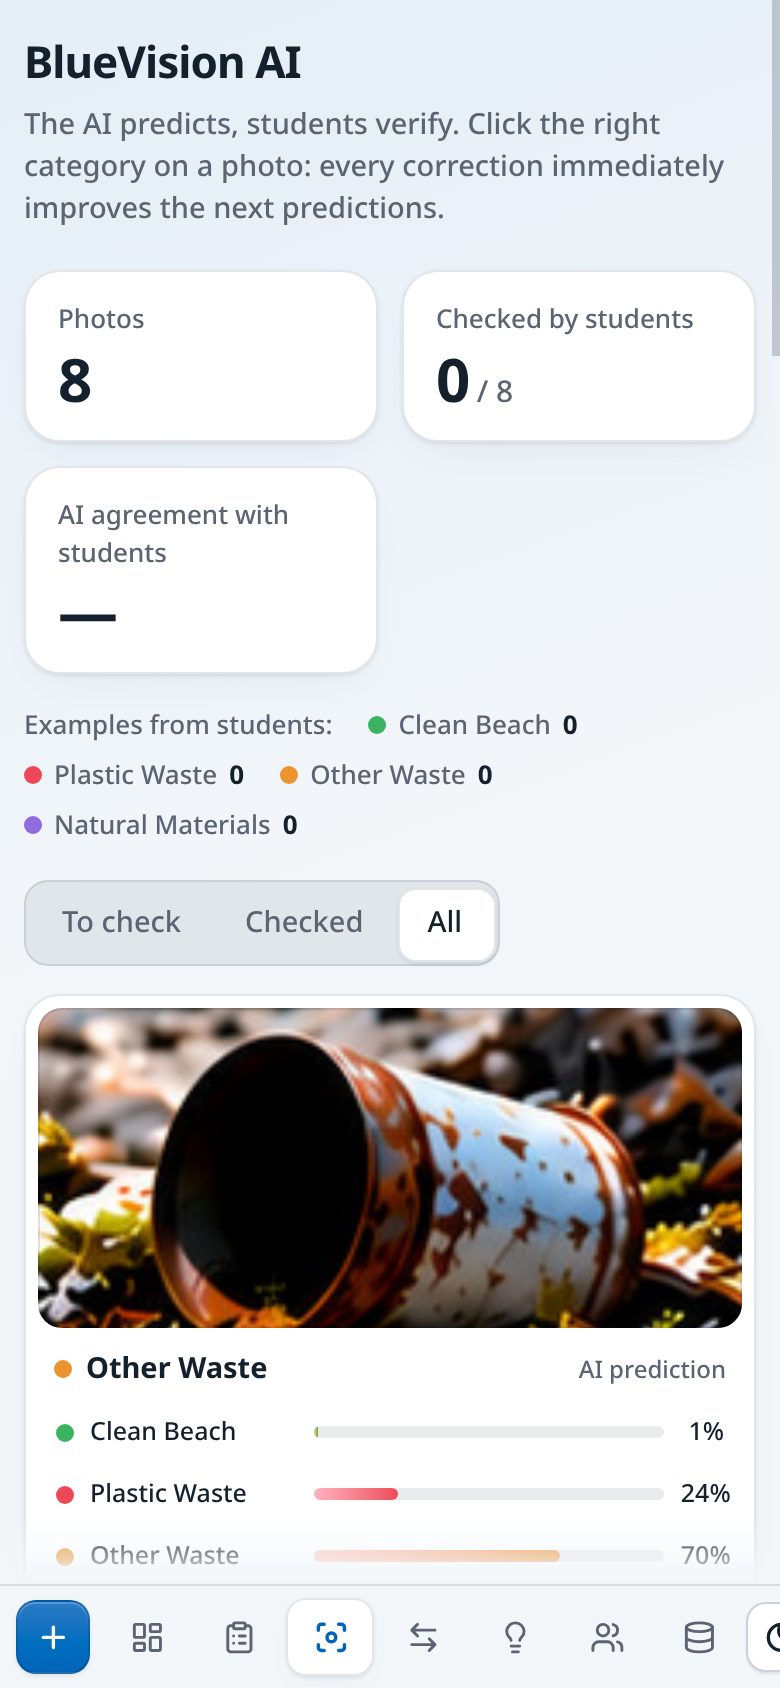 BlueVision AI
The AI predicts, students verify. Click the right
category on a photo: every correction immediately
improves the next predictions.
Photos
8
Checked by students
0 / 8
AI agreement with
students
—
Examples from students: Clean Beach 0
Plastic Waste 0 Other Waste 0
Natural Materials 0
To check Checked All
Other Waste AI prediction
Clean Beach 1%
Plastic Waste 24%
Other Waste 70%